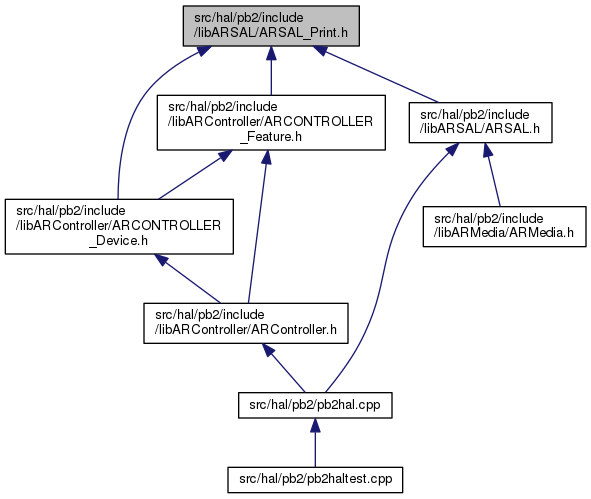 src/hal/pb2/include
/libARSAL/ARSAL_Print.h
src/hal/pb2/include
/libARController/ARCONTROLLER
_Feature.h
src/hal/pb2/include
/libARSAL/ARSAL.h
src/hal/pb2/include
/libARController/ARCONTROLLER
_Device.h
src/hal/pb2/include
/libARMedia/ARMedia.h
src/hal/pb2/include
/libARController/ARController.h
src/hal/pb2/pb2hal.cpp
src/hal/pb2/pb2haltest.cpp